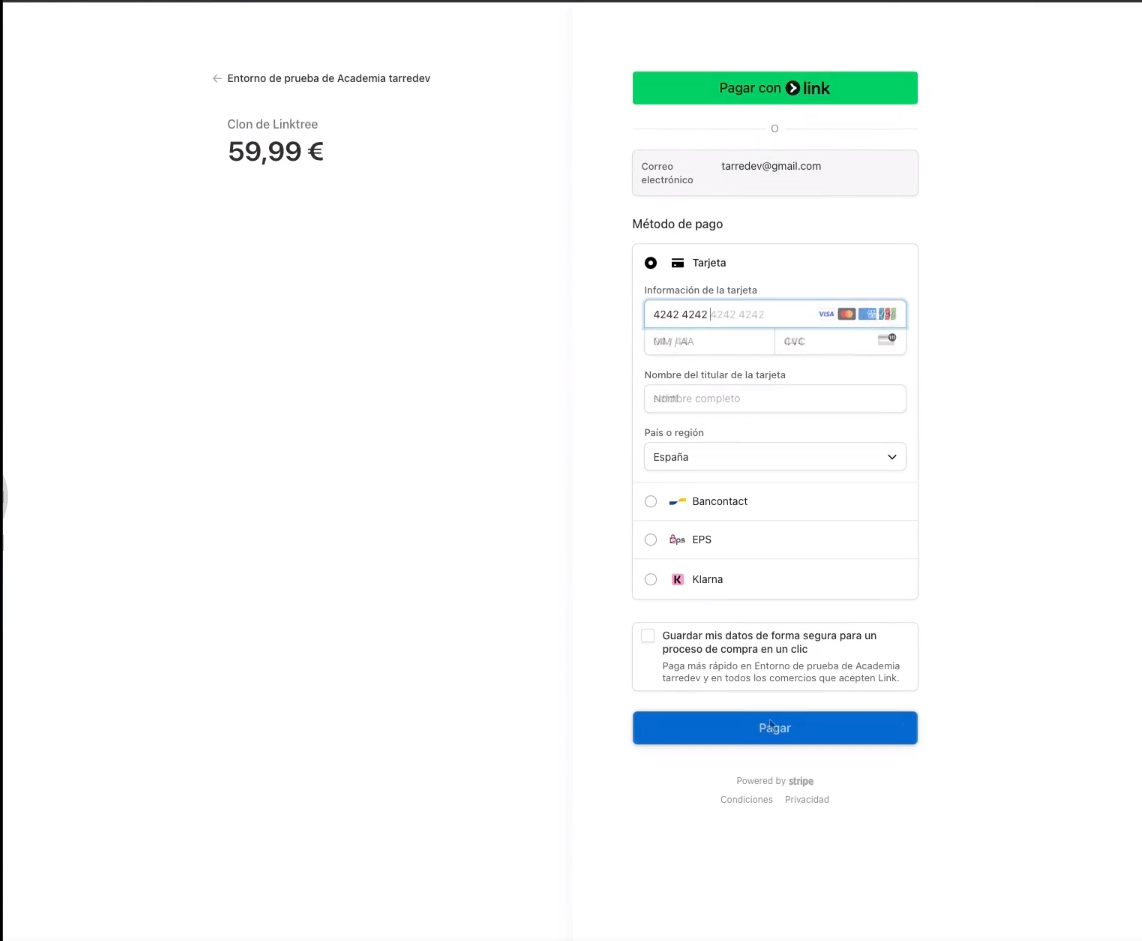 ← Entorno de prueba de Academia tarredev
Clon de Linktree
59,99 €
Pagar con link
O
Correo electrónico
tarredev@gmail.com
Método de pago
Tarjeta
Información de la tarjeta
4242 4242 4242 4242
VISA
MM / AA
CVC
Nombre del titular de la tarjeta
Nombre completo
País o región
España
Bancontact
eps EPS
K Klarna
Guardar mis datos de forma segura para un
proceso de compra en un clic
Paga más rápido en Entorno de prueba de Academia
tarredev y en todos los comercios que acepten Link.
Pagar
Powered by stripe
Condiciones Privacidad